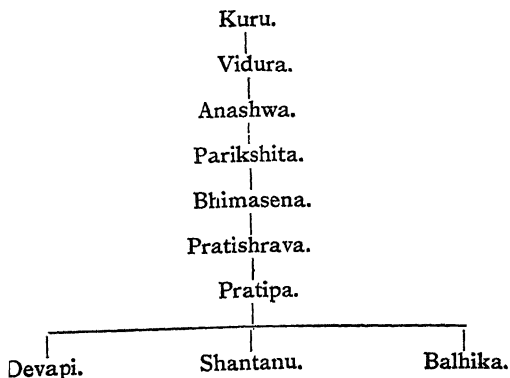 Kuru.
Vidura.
Anashwa.
Parikshita.
Bhimasena.
Pratishrava.
Pratipa.
Devapi. Shantanu. Balhika.